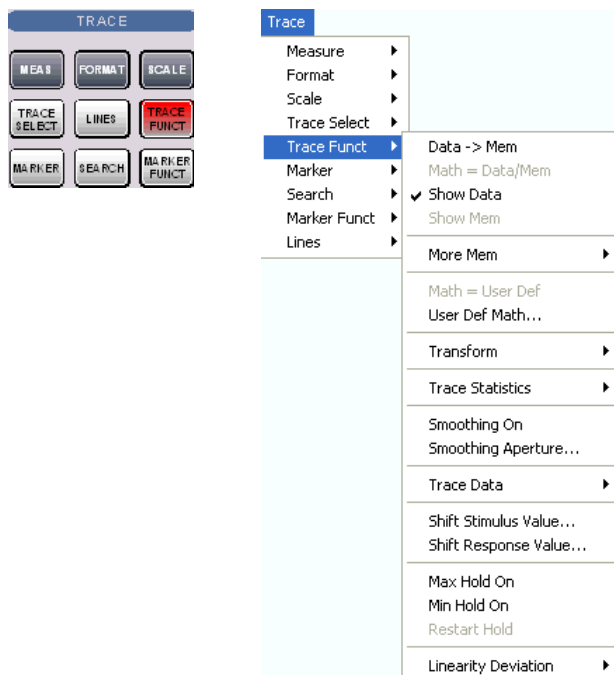 TRACE
MEAS
FORMAT
SCALE
TRACE
SELECT
LINES
TRACE
FUNCT
MARKER
SEARCH
MARKER
FUNCT
Trace
Measure
Format
Scale
Trace Select
Trace Funct
Marker
Search
Marker Funct
Lines
Data -> Mem
Math = Data/Mem
Show Data
Show Mem
More Mem
Math = User Def
User Def Math...
Transform
Trace Statistics
Smoothing On
Smoothing Aperture...
Trace Data
Shift Stimulus Value...
Shift Response Value...
Max Hold On
Min Hold On
Restart Hold
Linearity Deviation